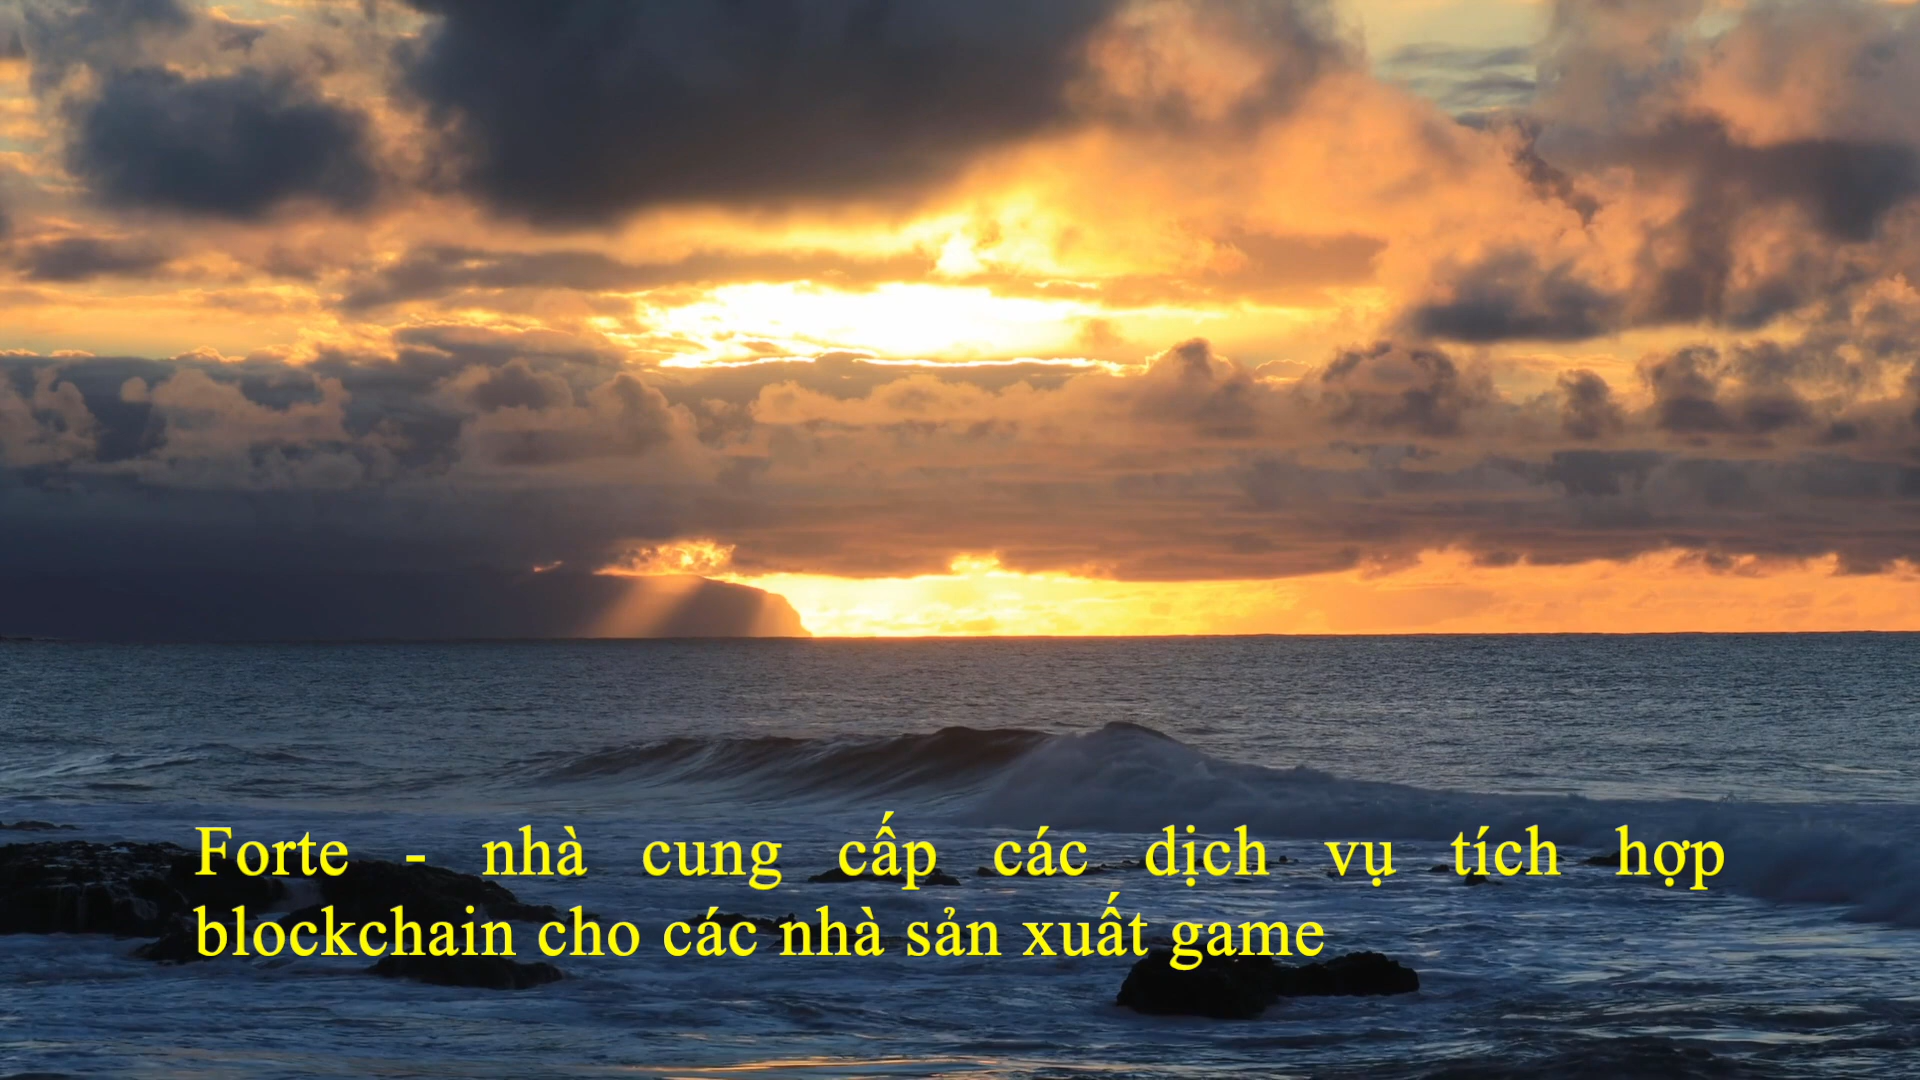 Forte - nhà cung cấp các dịch vụ tích hợp
blockchain cho các nhà sản xuất game